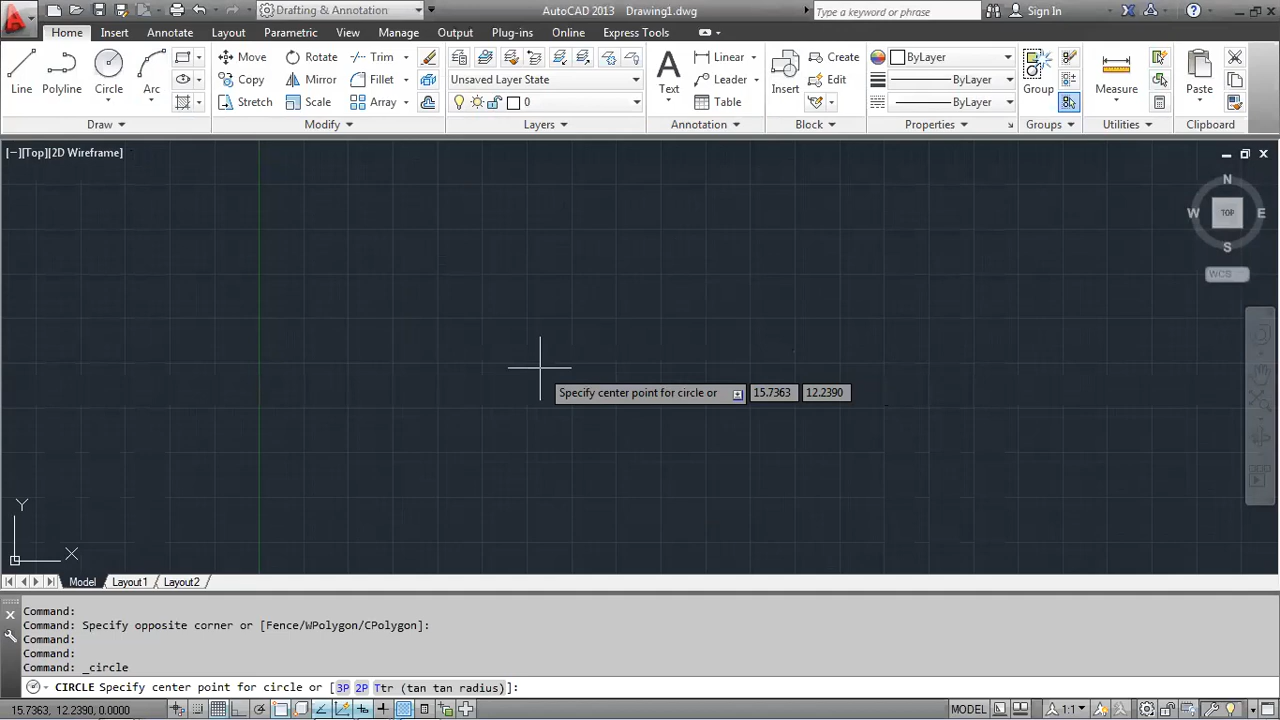 Drafting & Annotation
AutoCAD 2013 Drawing1.dwg
Type a keyword or phrase
Sign In
Home Insert Annotate Layout Parametric View Manage Output Plug-ins Online Express Tools
Line Polyline Circle Arc
Move Rotate Trim
Copy Mirror Fillet
Stretch Scale Array
Unsaved Layer State
0
Text
Linear
Leader
Table
Insert
Create
Edit
ByLayer
ByLayer
ByLayer
Group
Measure
Paste
Draw Modify Layers Annotation Block Properties Groups Utilities Clipboard
[−][Top][2D Wireframe]
N
W TOP E
S
WCS
Specify center point for circle or 15.7363 12.2390
Y
X
Model Layout1 Layout2
Command:
Command: Specify opposite corner or [Fence/WPolygon/CPolygon]:
Command:
Command:
Command: _circle
CIRCLE Specify center point for circle or [3P 2P Ttr (tan tan radius)]:
15.7363, 12.2390, 0.0000
MODEL 1:1